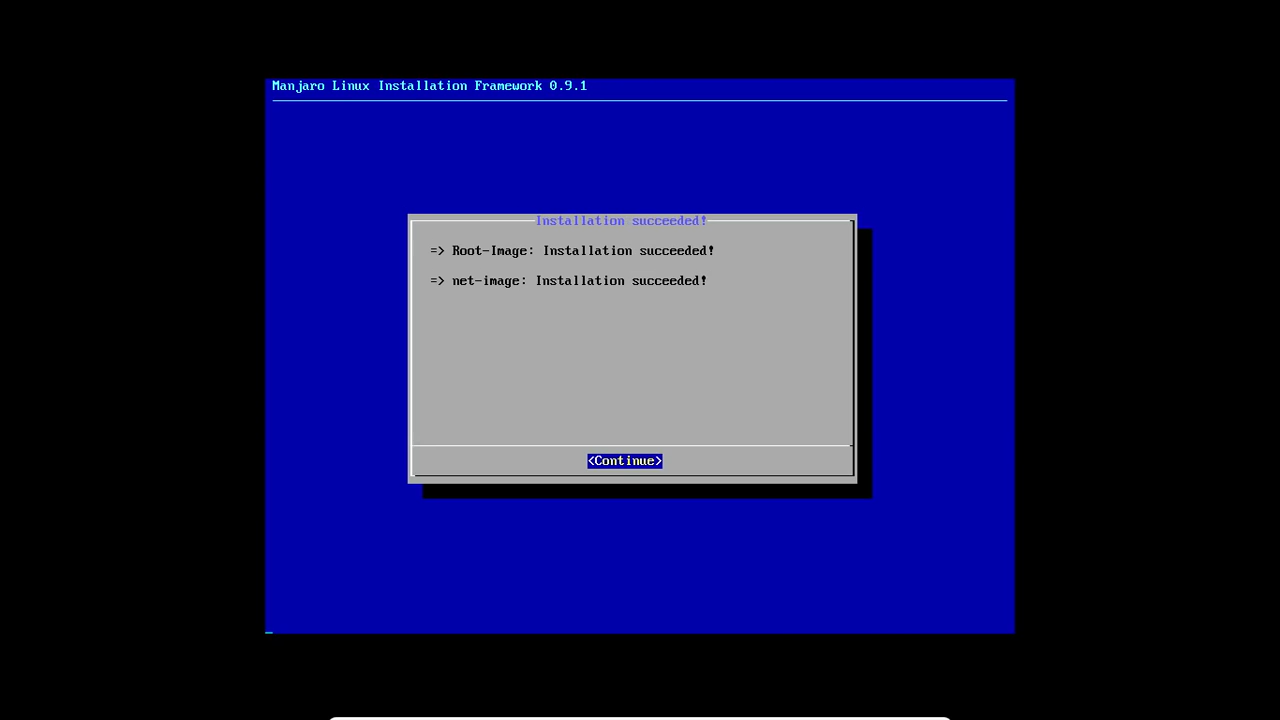 Manjaro Linux Installation Framework 0.9.1
Installation succeeded!
=> Root-Image: Installation succeeded!
=> net-image: Installation succeeded!
<Continue>